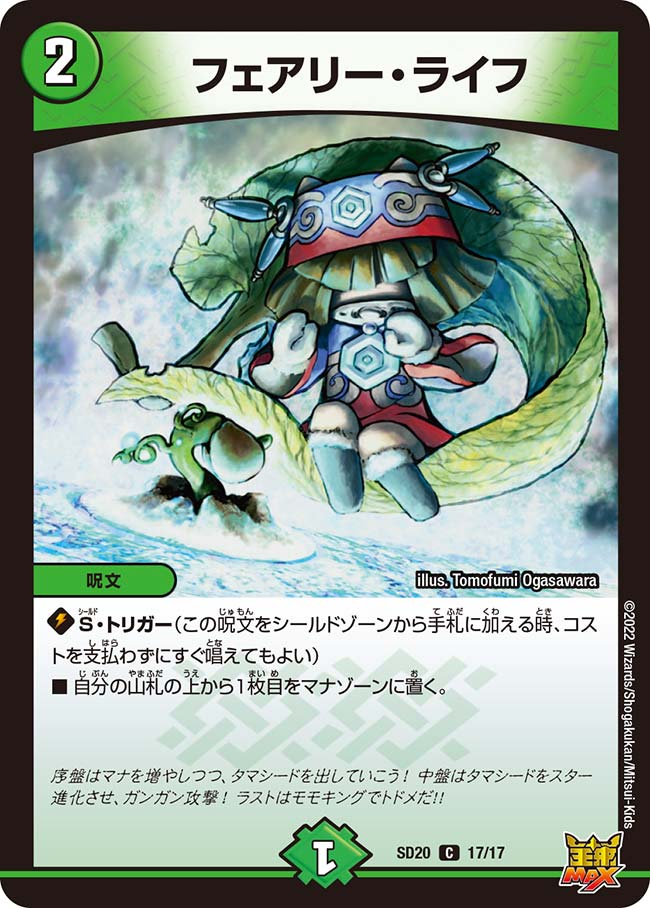 2
フェアリー・ライフ
呪文
illus. Tomofumi Ogasawara
S・トリガー(この呪文をシールドゾーンから手札に加える時、コス
トを支払わずにすぐ唱えてもよい)
■ 自分の山札の上から1枚目をマナゾーンに置く。
序盤はマナを増やしつつ、タマシードを出していこう! 中盤はタマシードをスター
進化させ、ガンガン攻撃! ラストはモモキングでトドメだ!!
1
SD20 C 17/17
王来MAX
©2022 Wizards/Shogakukan/Mitsui-Kids